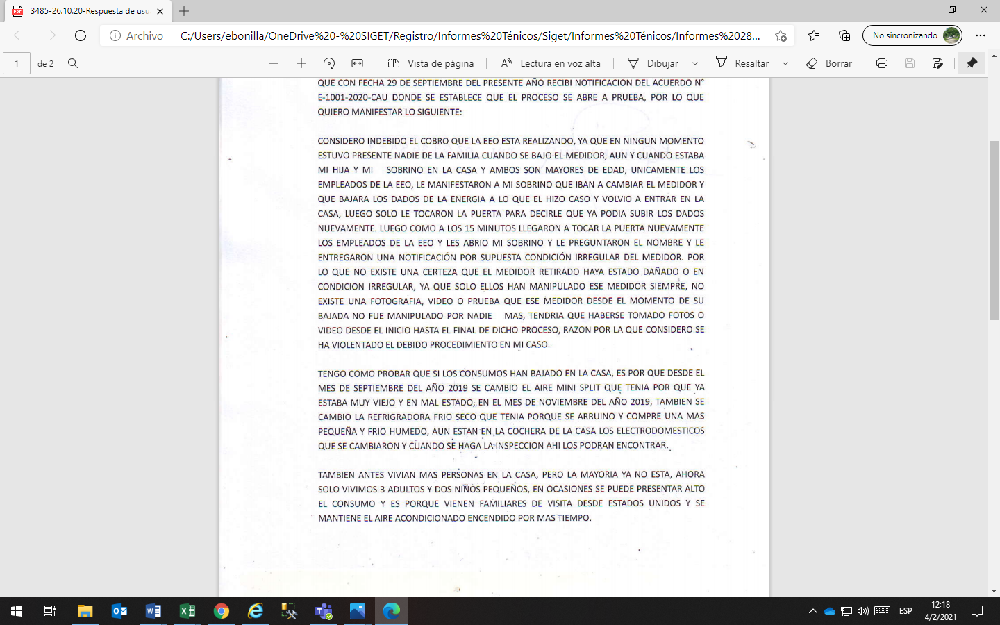 3485-26.10.20-Respuesta de usu
Archivo
C:/Users/ebonilla/OneDrive%20-%20SIGET/Registro/Informes%20Ténicos/Siget/Informes%20Ténicos/Informes%2028...
No sincronizando
1
de 2
Vista de página
Lectura en voz alta
Dibujar
Resaltar
Borrar
QUE CON FECHA 29 DE SEPTIEMBRE DEL PRESENTE AÑO RECIBI NOTIFICACION DEL ACUERDO N°
E-1001-2020-CAU DONDE SE ESTABLECE QUE EL PROCESO SE ABRE A PRUEBA, POR LO QUE
QUIERO MANIFESTAR LO SIGUIENTE:
CONSIDERO INDEBIDO EL COBRO QUE LA EEO ESTA REALIZANDO, YA QUE EN NINGUN MOMENTO
ESTUVO PRESENTE NADIE DE LA FAMILIA CUANDO SE BAJO EL MEDIDOR, AUN Y CUANDO ESTABA
MI HIJA Y MI SOBRINO EN LA CASA Y AMBOS SON MAYORES DE EDAD, UNICAMENTE LOS
EMPLEADOS DE LA EEO, LE MANIFESTARON A MI SOBRINO QUE IBAN A CAMBIAR EL MEDIDOR Y
QUE BAJARA LOS DADOS DE LA ENERGIA A LO QUE EL HIZO CASO Y VOLVIO A ENTRAR EN LA
CASA, LUEGO SOLO LE TOCARON LA PUERTA PARA DECIRLE QUE YA PODIA SUBIR LOS DADOS
NUEVAMENTE. LUEGO COMO A LOS 15 MINUTOS LLEGARON A TOCAR LA PUERTA NUEVAMENTE
LOS EMPLEADOS DE LA EEO Y LES ABRIO MI SOBRINO Y LE PREGUNTARON EL NOMBRE Y LE
ENTREGARON UNA NOTIFICACIÓN POR SUPUESTA CONDICIÓN IRREGULAR DEL MEDIDOR. POR
LO QUE NO EXISTE UNA CERTEZA QUE EL MEDIDOR RETIRADO HAYA ESTADO DAÑADO O EN
CONDICION IRREGULAR, YA QUE SOLO ELLOS HAN MANIPULADO ESE MEDIDOR SIEMPRE, NO
EXISTE UNA FOTOGRAFIA, VIDEO O PRUEBA QUE ESE MEDIDOR DESDE EL MOMENTO DE SU
BAJADA NO FUE MANIPULADO POR NADIE MAS, TENDRIA QUE HABERSE TOMADO FOTOS O
VIDEO DESDE EL INICIO HASTA EL FINAL DE DICHO PROCESO, RAZON POR LA QUE CONSIDERO SE
HA VIOLENTADO EL DEBIDO PROCEDIMIENTO EN MI CASO.
TENGO COMO PROBAR QUE SI LOS CONSUMOS HAN BAJADO EN LA CASA, ES POR QUE DESDE EL
MES DE SEPTIEMBRE DEL AÑO 2019 SE CAMBIO EL AIRE MINI SPLIT QUE TENIA POR QUE YA
ESTABA MUY VIEJO Y EN MAL ESTADO; EN EL MES DE NOVIEMBRE DEL AÑO 2019, TAMBIEN SE
CAMBIO LA REFRIGRADORA FRIO SECO QUE TENIA PORQUE SE ARRUINO Y COMPRE UNA MAS
PEQUEÑA Y FRIO HUMEDO, AUN ESTAN EN LA COCHERA DE LA CASA LOS ELECTRODOMESTICOS
QUE SE CAMBIARON Y CUANDO SE HAGA LA INSPECCION AHI LOS PODRAN ENCONTRAR.
TAMBIEN ANTES VIVIAN MAS PERSONAS EN LA CASA, PERO LA MAYORIA YA NO ESTA, AHORA
SOLO VIVIMOS 3 ADULTOS Y DOS NIÑOS PEQUEÑOS, EN OCASIONES SE PUEDE PRESENTAR ALTO
EL CONSUMO Y ES PORQUE VIENEN FAMILIARES DE VISITA DESDE ESTADOS UNIDOS Y SE
MANTIENE EL AIRE ACONDICIONADO ENCENDIDO POR MAS TIEMPO.
ESP
12:18
4/2/2021